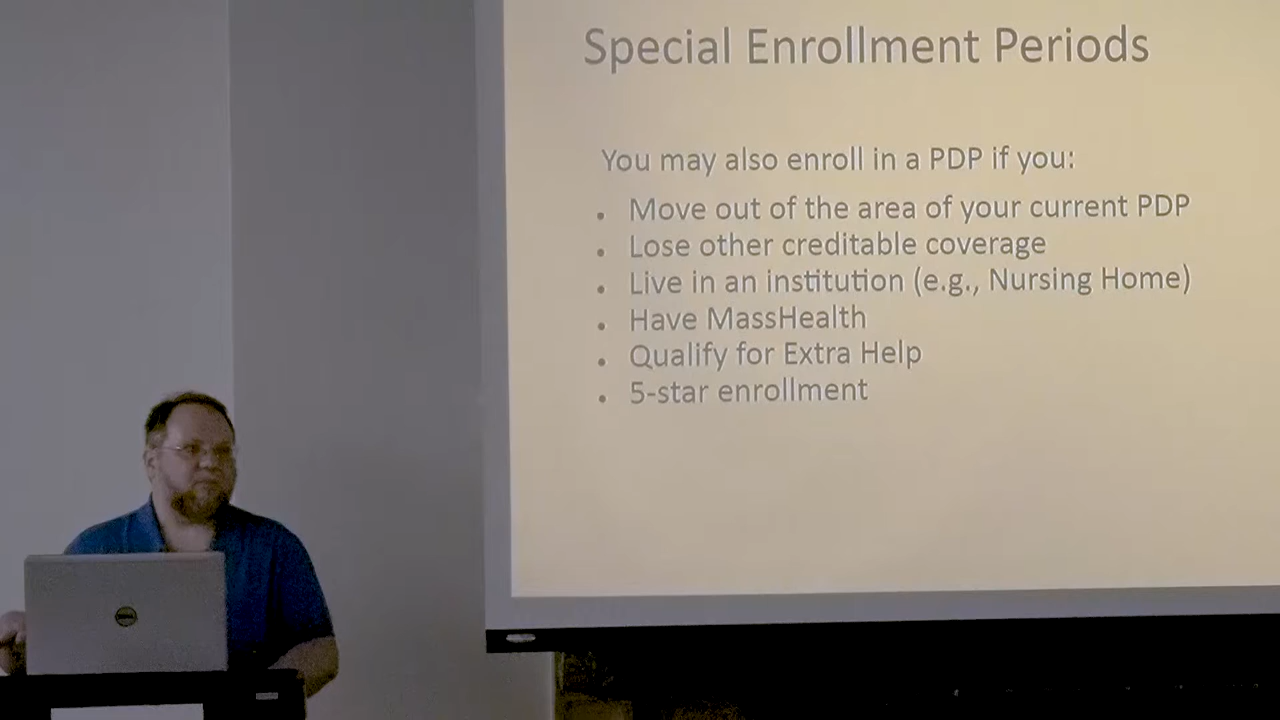 Special Enrollment Periods
You may also enroll in a PDP if you:
• Move out of the area of your current PDP
• Lose other creditable coverage
• Live in an institution (e.g., Nursing Home)
• Have MassHealth
• Qualify for Extra Help
• 5-star enrollment
DELL